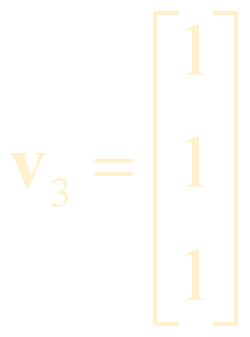 v₃ = [1
1
1]